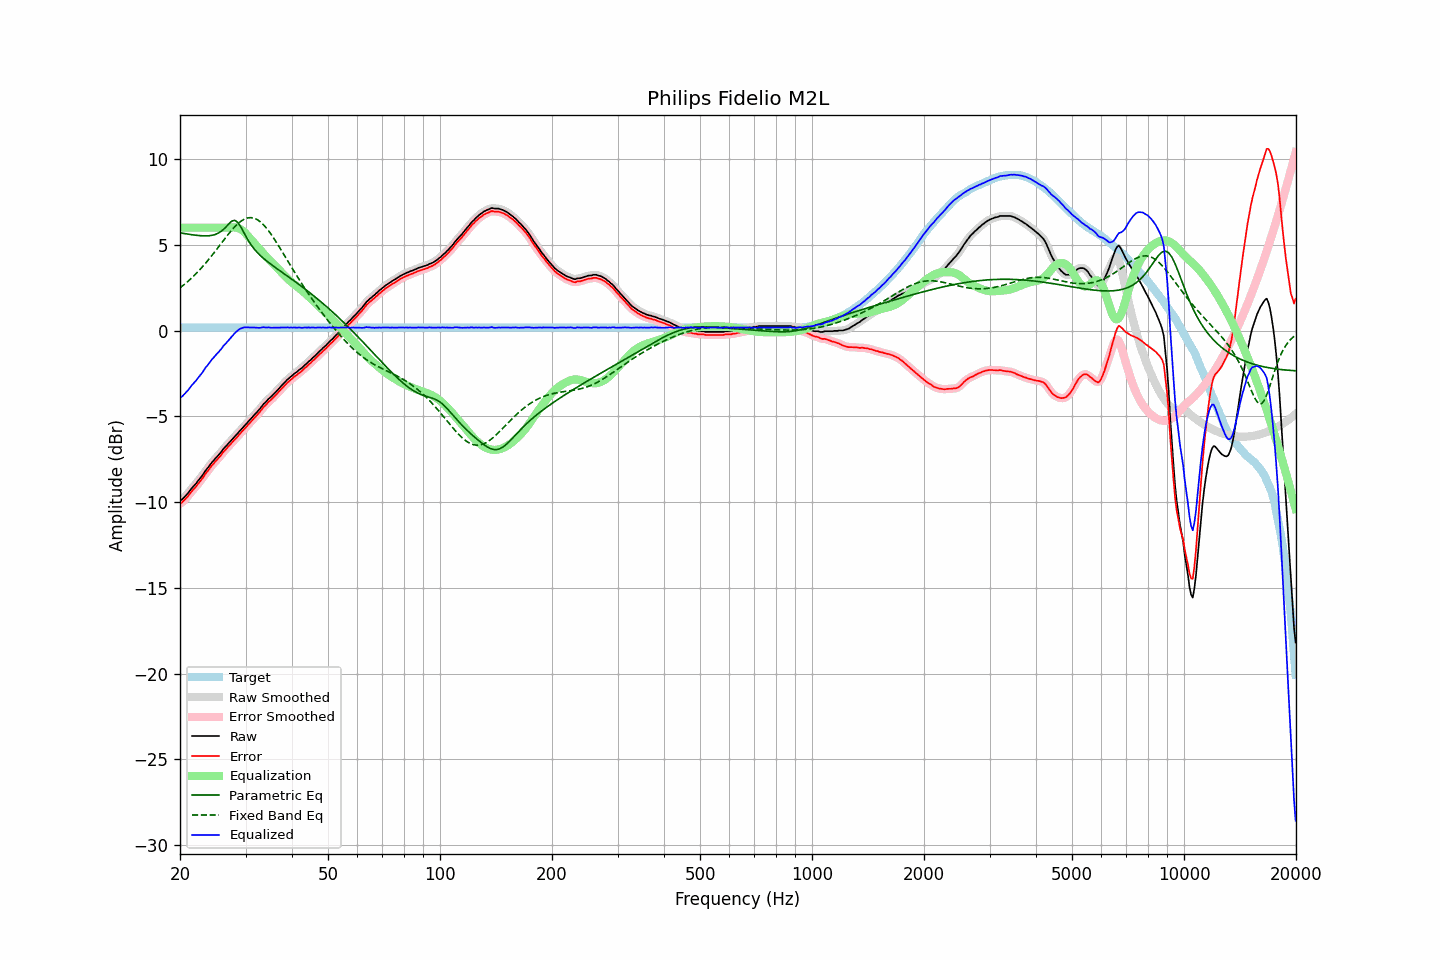 Philips Fidelio M2L
Amplitude (dBr)
10
5
0
−5
−10
−15
−20
−25
−30
Target
Raw Smoothed
Error Smoothed
Raw
Error
Equalization
Parametric Eq
Fixed Band Eq
Equalized
20 50 100 200 500 1000 2000 5000 10000 20000
Frequency (Hz)